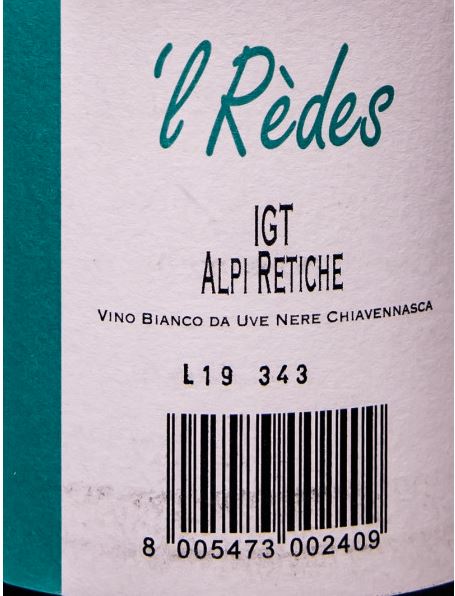 'l Rèdes
IGT
ALPI RETICHE
VINO BIANCO DA UVE NERE CHIAVENNASCA
L19 343
8 005473 002409